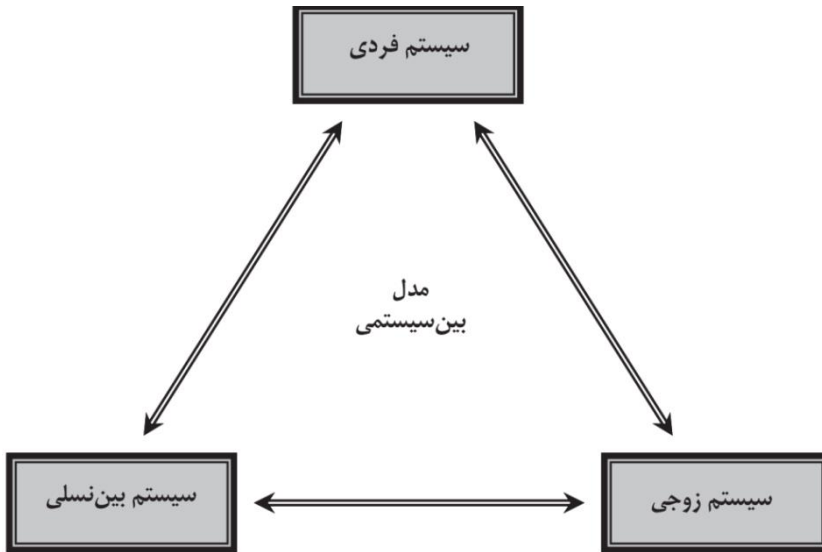 سیستم فردی
مدل
بین‌سیستمی
سیستم بین‌نسلی
سیستم زوجی